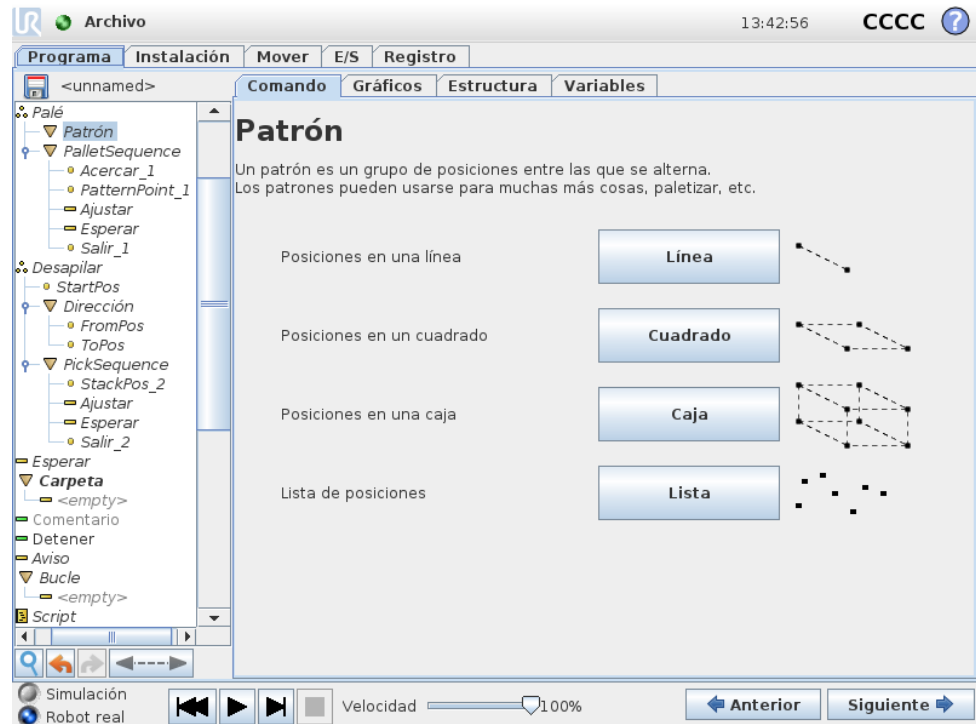 UR Archivo 13:42:56 CCCC ?
Programa Instalación Mover E/S Registro
<unnamed>
Comando Gráficos Estructura Variables
Palé
Patrón
PalletSequence
Acercar_1
PatternPoint_1
Ajustar
Esperar
Salir_1
Desapilar
StartPos
Dirección
FromPos
ToPos
PickSequence
StackPos_2
Ajustar
Esperar
Salir_2
Esperar
Carpeta
<empty>
Comentario
Detener
Aviso
Bucle
<empty>
Script
Patrón
Un patrón es un grupo de posiciones entre las que se alterna.
Los patrones pueden usarse para muchas más cosas, paletizar, etc.
Posiciones en una línea Línea
Posiciones en un cuadrado Cuadrado
Posiciones en una caja Caja
Lista de posiciones Lista
Simulación
Robot real
Velocidad 100%
Anterior Siguiente